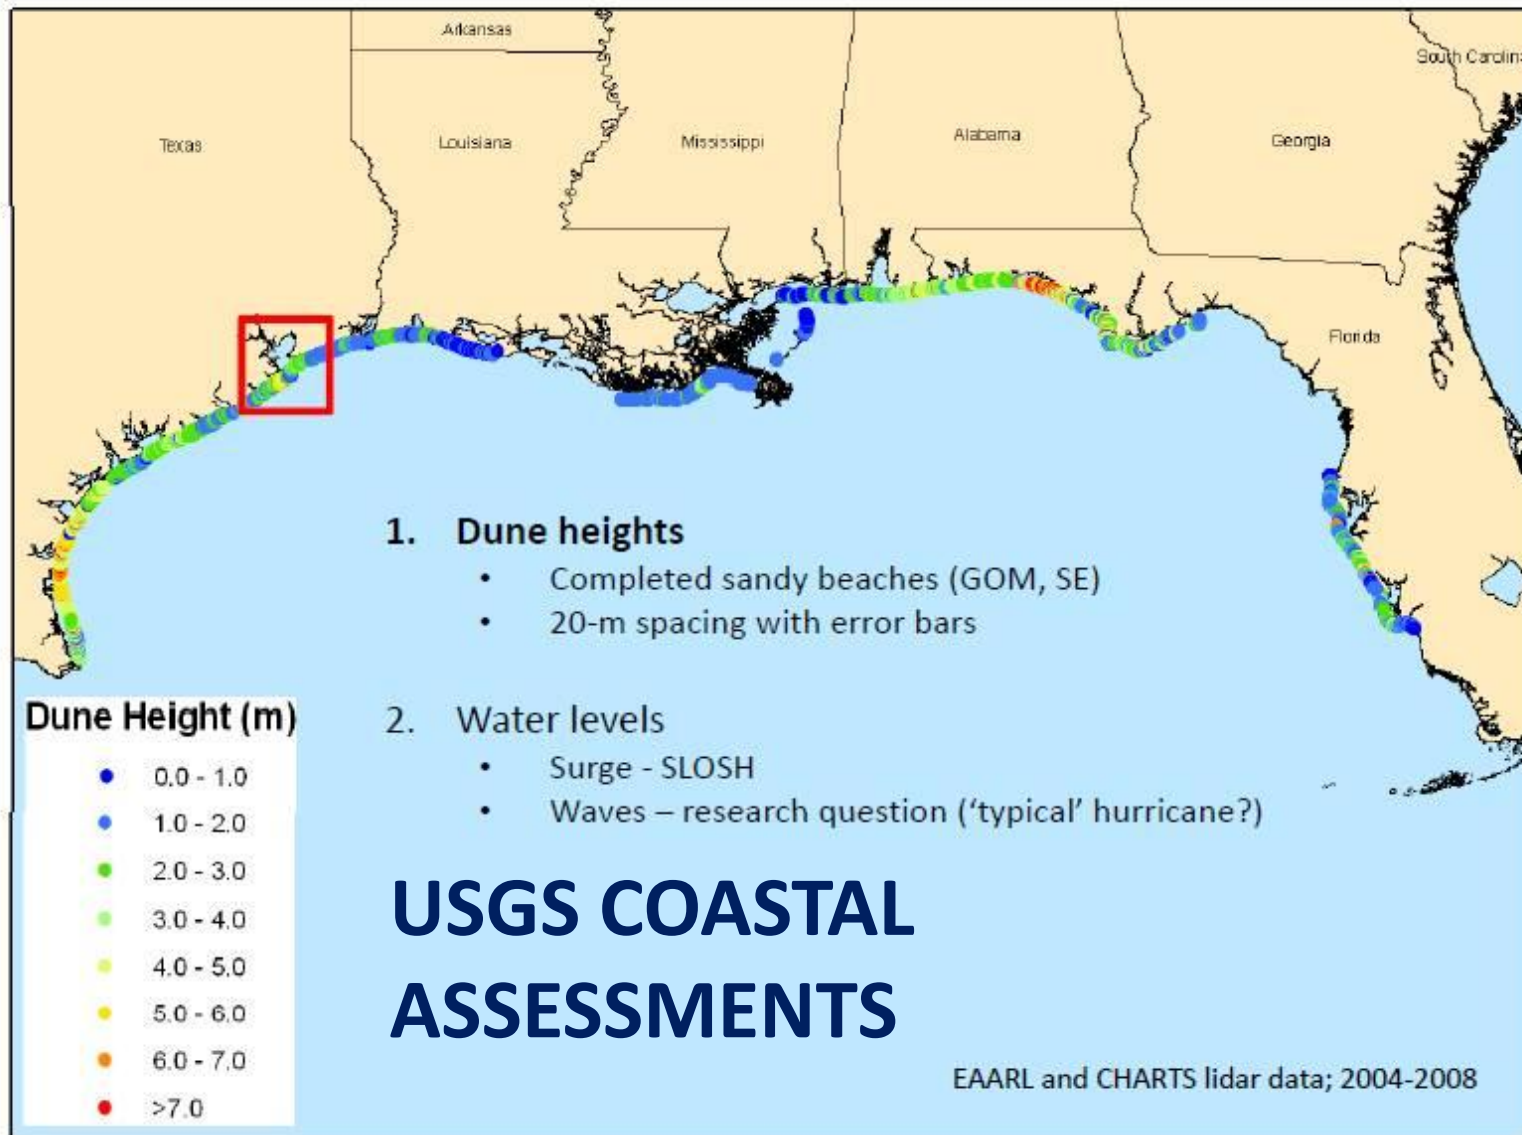 Arkansas
South Carolin
Texas
Louisiana
Mississippi
Alabama
Georgia
Florida
1. Dune heights
• Completed sandy beaches (GOM, SE)
• 20-m spacing with error bars
2. Water levels
• Surge - SLOSH
• Waves – research question (‘typical’ hurricane?)
Dune Height (m)
0.0 - 1.0
1.0 - 2.0
2.0 - 3.0
3.0 - 4.0
4.0 - 5.0
5.0 - 6.0
6.0 - 7.0
>7.0
USGS COASTAL
ASSESSMENTS
EAARL and CHARTS lidar data; 2004-2008